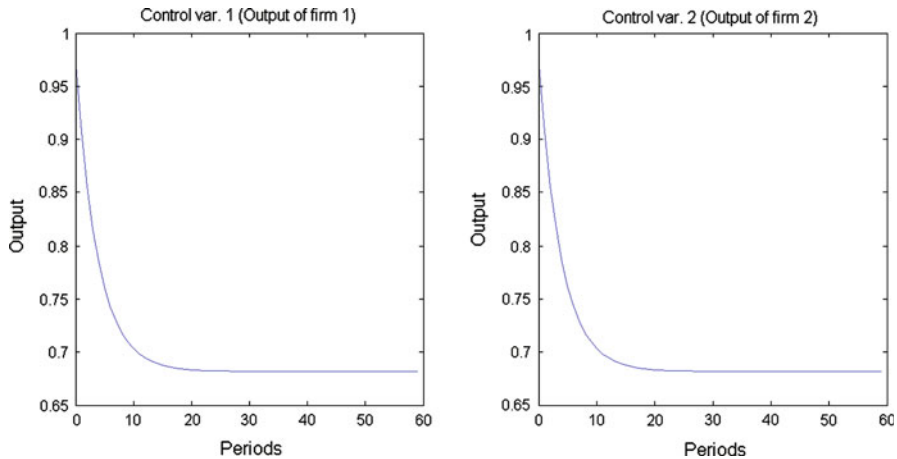 Control var. 1 (Output of firm 1)
1
0.95
0.9
0.85
0.8
0.75
0.7
0.65
Output
0 10 20 30 40 50 60
Periods
Control var. 2 (Output of firm 2)
1
0.95
0.9
0.85
0.8
0.75
0.7
0.65
Output
0 10 20 30 40 50 60
Periods